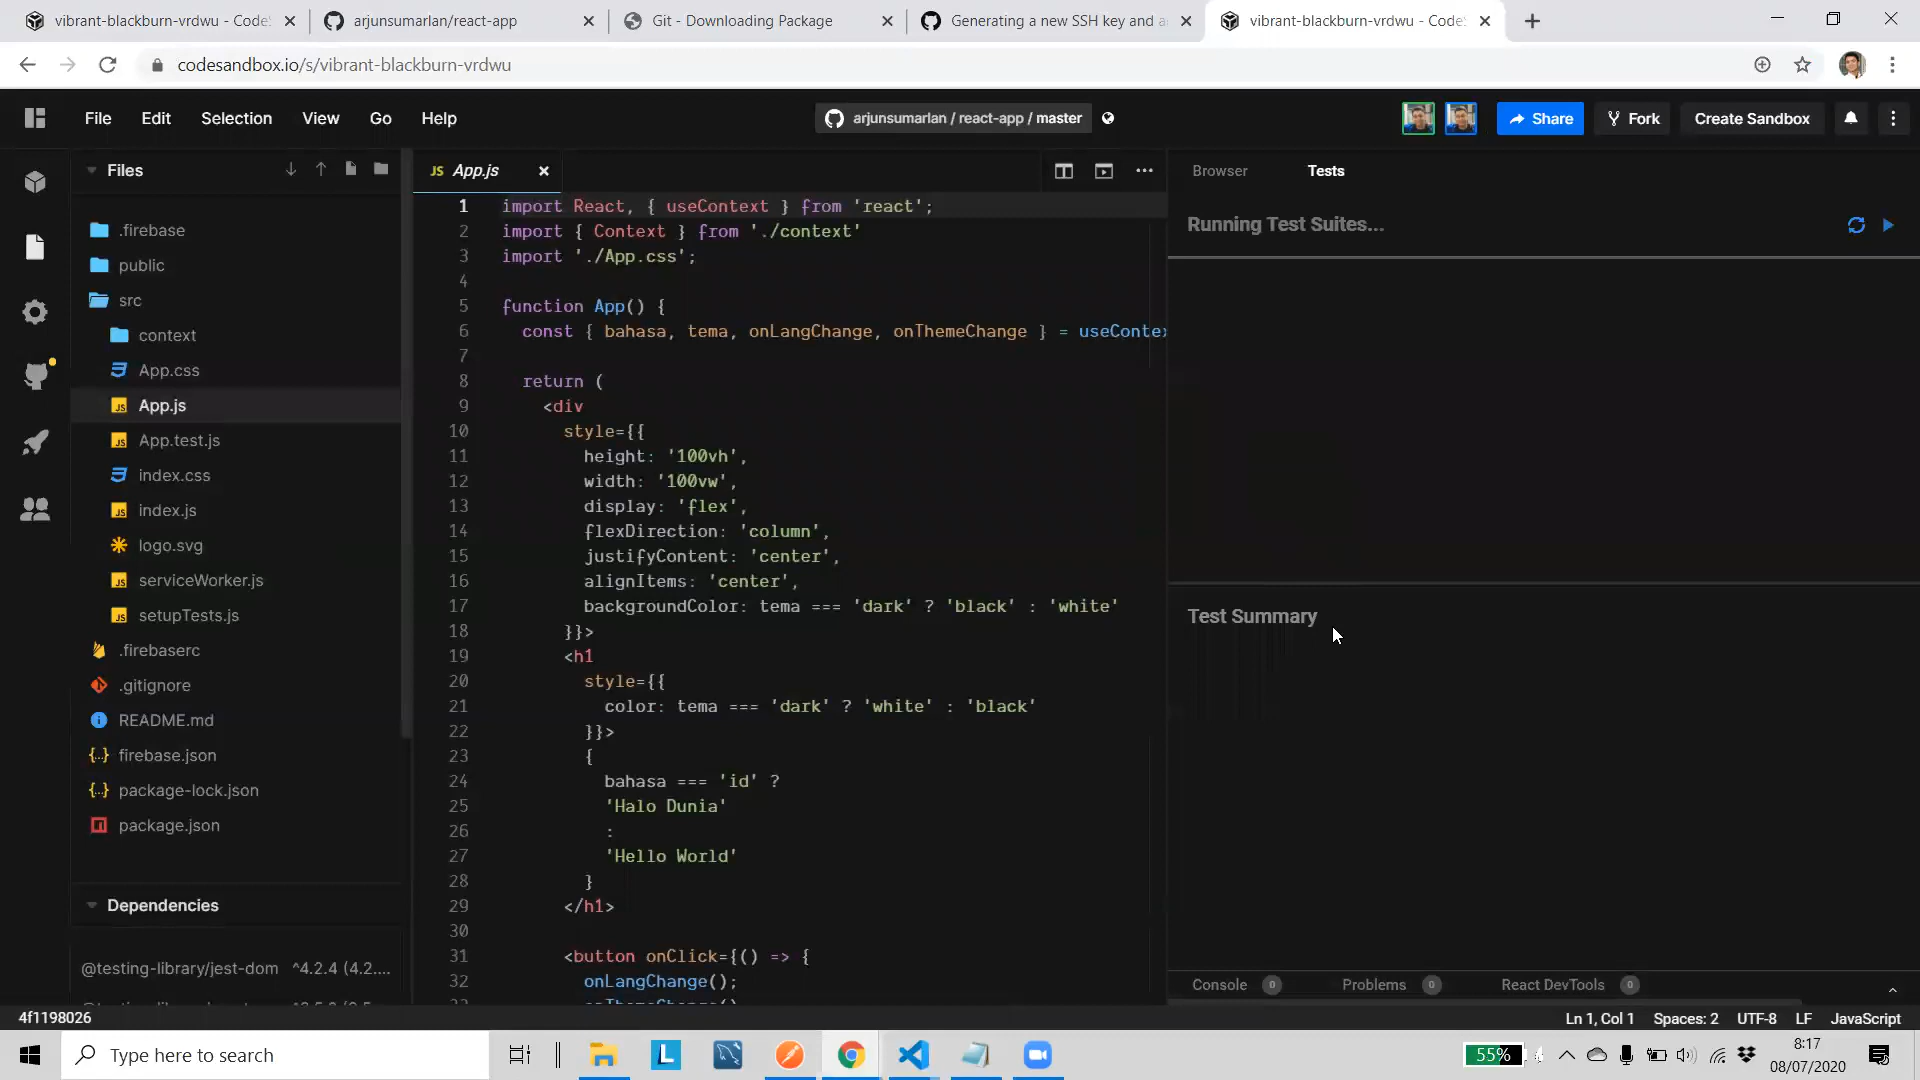 vibrant-blackburn-vrdwu - CodeS
arjunsumarlan/react-app
Git - Downloading Package
Generating a new SSH key and a
vibrant-blackburn-vrdwu - CodeS
codesandbox.io/s/vibrant-blackburn-vrdwu
File Edit Selection View Go Help
arjunsumarlan / react-app / master
Share
Fork
Create Sandbox
Files
.firebase
public
src
context
App.css
App.js
App.test.js
index.css
index.js
logo.svg
serviceWorker.js
setupTests.js
.firebaserc
.gitignore
README.md
firebase.json
package-lock.json
package.json
Dependencies
@testing-library/jest-dom ^4.2.4 (4.2....
JS App.js
1 import React, { useContext } from 'react';
2 import { Context } from './context'
3 import './App.css';
4
5 function App() {
6 const { bahasa, tema, onLangChange, onThemeChange } = useContex
7
8 return (
9 <div
10 style={{
11 height: '100vh',
12 width: '100vw',
13 display: 'flex',
14 flexDirection: 'column',
15 justifyContent: 'center',
16 alignItems: 'center',
17 backgroundColor: tema === 'dark' ? 'black' : 'white'
18 }}>
19 <h1
20 style={{
21 color: tema === 'dark' ? 'white' : 'black'
22 }}>
23 {
24 bahasa === 'id' ?
25 'Halo Dunia'
26 :
27 'Hello World'
28 }
29 </h1>
30
31 <button onClick={() => {
32 onLangChange();
Browser Tests
Running Test Suites...
Test Summary
Console 0 Problems 0 React DevTools 0
4f1198026
Ln 1, Col 1 Spaces: 2 UTF-8 LF JavaScript
Type here to search
55%
8:17
08/07/2020